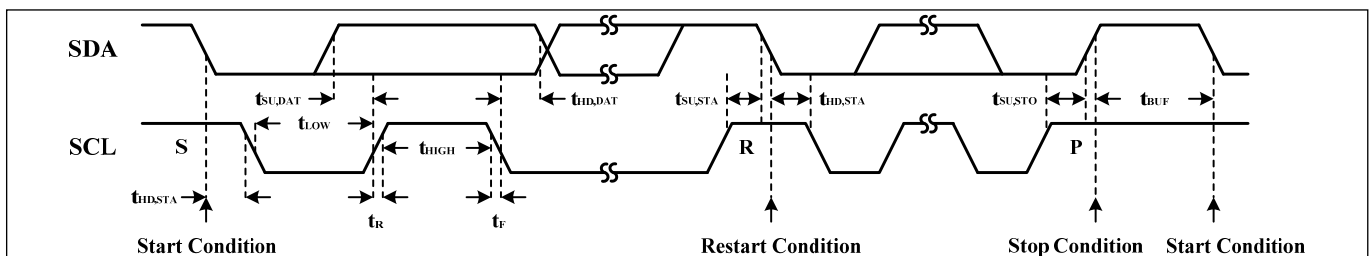 SDA
tSU,DAT tHD,DAT tSU,STA tHD,STA tSU,STO tBUF
tLOW
SCL S tHIGH R P
tHD,STA
tR tF
Start Condition Restart Condition Stop Condition Start Condition